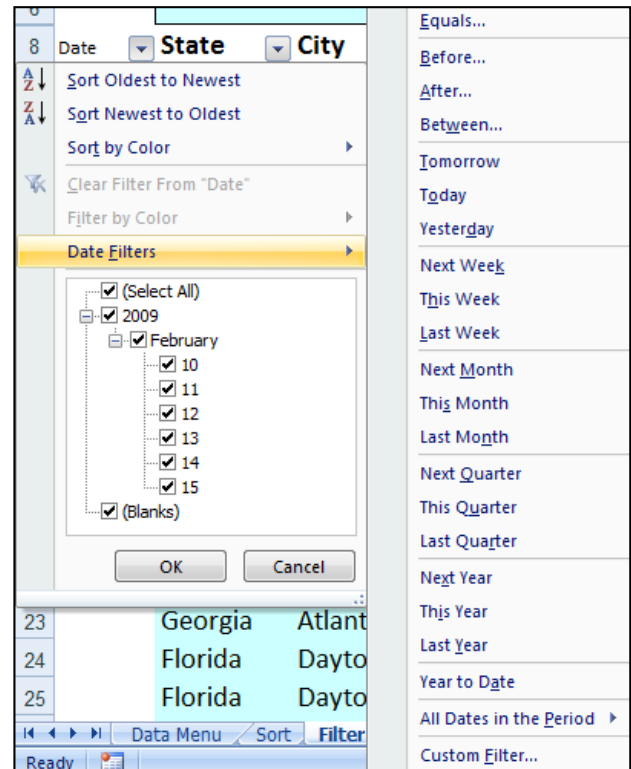 6
8 Date State City
Sort Oldest to Newest
Sort Newest to Oldest
Sort by Color
Clear Filter From "Date"
Filter by Color
Date Filters
(Select All)
2009
February
10
11
12
13
14
15
(Blanks)
OK Cancel
23 Georgia Atlant
24 Florida Dayto
25 Florida Dayto
Data Menu Sort Filter
Ready
Equals...
Before...
After...
Between...
Tomorrow
Today
Yesterday
Next Week
This Week
Last Week
Next Month
This Month
Last Month
Next Quarter
This Quarter
Last Quarter
Next Year
This Year
Last Year
Year to Date
All Dates in the Period
Custom Filter...